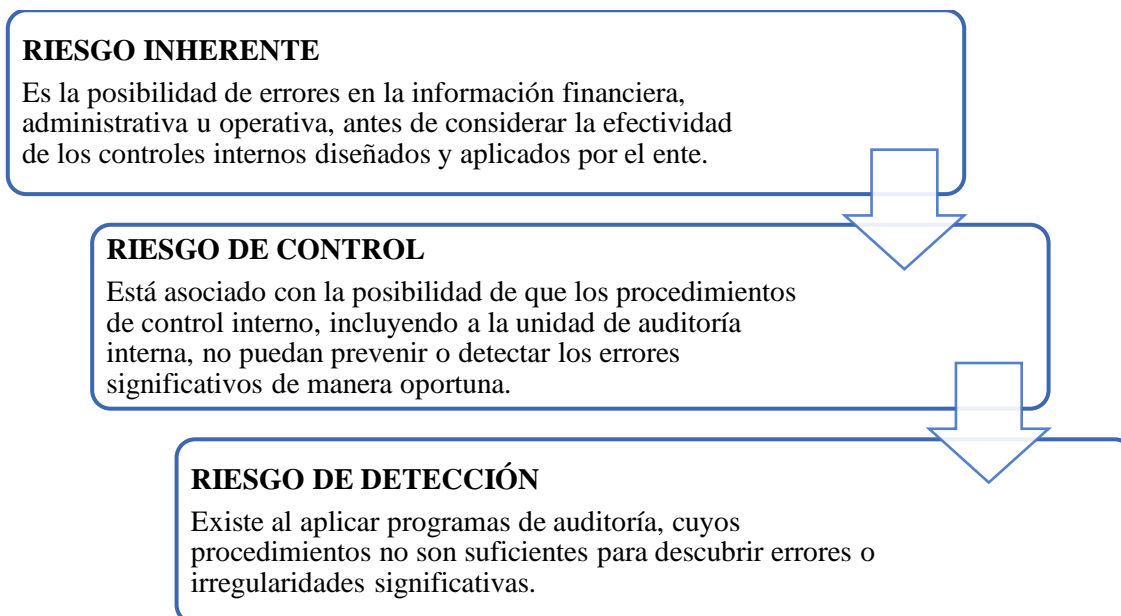 RIESGO INHERENTE
Es la posibilidad de errores en la información financiera,
administrativa u operativa, antes de considerar la efectividad
de los controles internos diseñados y aplicados por el ente.
RIESGO DE CONTROL
Está asociado con la posibilidad de que los procedimientos
de control interno, incluyendo a la unidad de auditoría
interna, no puedan prevenir o detectar los errores
significativos de manera oportuna.
RIESGO DE DETECCIÓN
Existe al aplicar programas de auditoría, cuyos
procedimientos no son suficientes para descubrir errores o
irregularidades significativas.